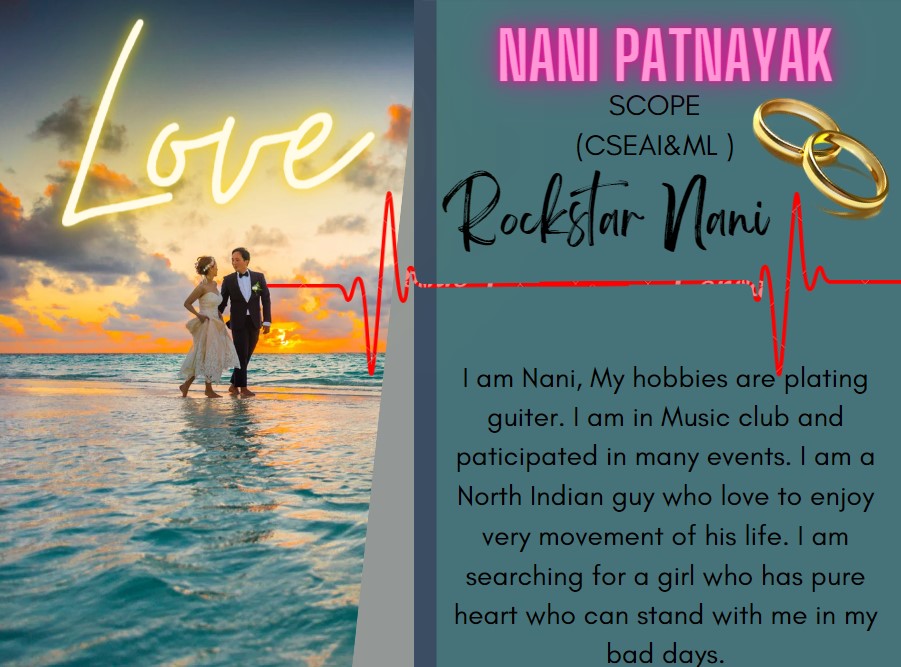 Love
NANI PATNAYAK
SCOPE
(CSEAI&ML )
Rockstar Nani
I am Nani, My hobbies are plating
guiter. I am in Music club and
paticipated in many events. I am a
North Indian guy who love to enjoy
very movement of his life. I am
searching for a girl who has pure
heart who can stand with me in my
bad days.